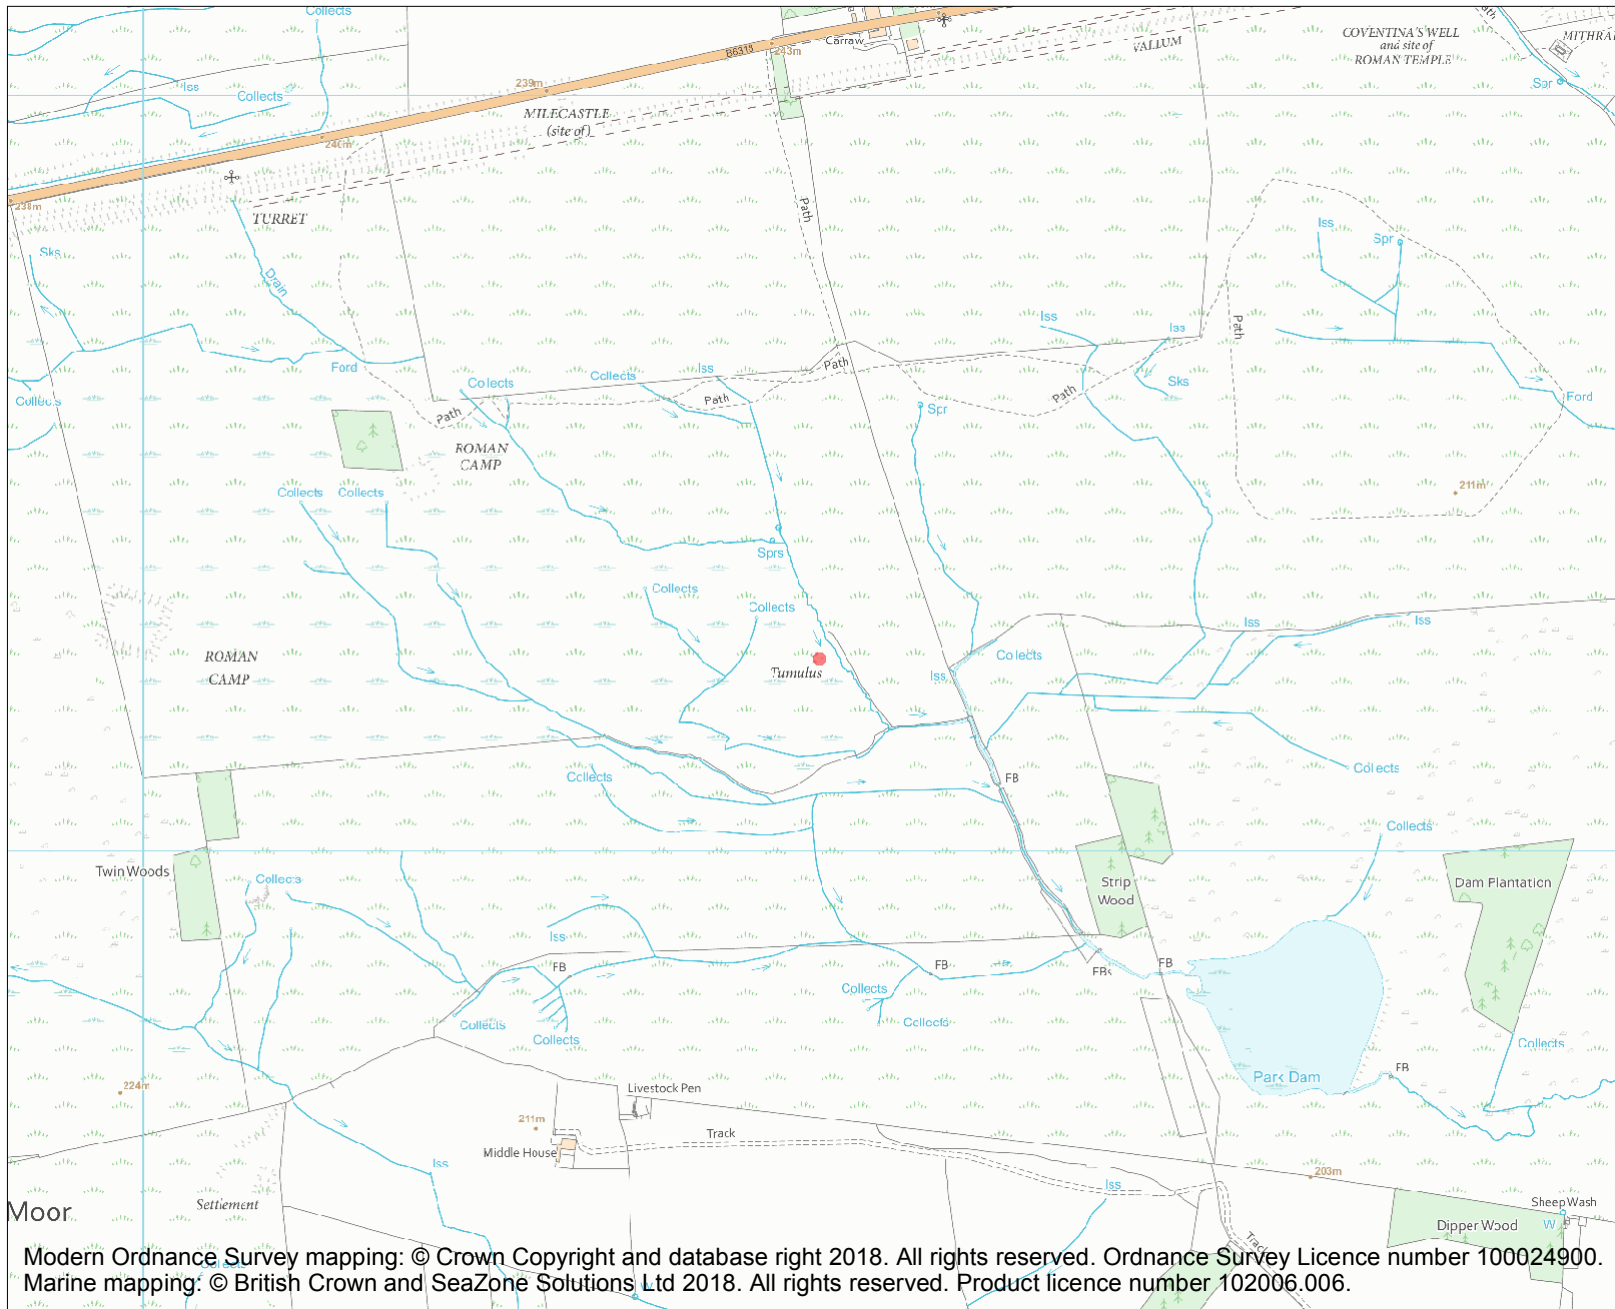 Collects
Carraw
B6318
243m
VALLUM
COVENTINA'S WELL
and site of
ROMAN TEMPLE
Path
Spr
Iss
Collects
239m
MILECASTLE
(site of)
240m
238m
TURRET
Path
Sks
Drain
Iss
Spr
Path
Iss
Iss
Ford
Collects
Collects
Collects
Iss
Path
Path
Path
Path
Spr
Sks
Ford
ROMAN
CAMP
211m
Collects
Collects
Sprs
Collects
Collects
Iss
Iss
ROMAN
CAMP
Tumulus
Iss
Collects
Collects
FB
Collects
Collects
Twin Woods
Collects
Strip
Wood
Dam Plantation
Iss
FB
FB
FBs
FB
Collects
Collects
Collects
Collects
Collects
Park Dam
FB
224m
Livestock Pen
211m
Track
Middle House
Iss
203m
Iss
Settlement
Moor
Sheep Wash
Dipper Wood
W
Track
Collects
W
Modern Ordnance Survey mapping: © Crown Copyright and database right 2018. All rights reserved. Ordnance Survey Licence number 100024900.
Marine mapping: © British Crown and SeaZone Solutions Ltd 2018. All rights reserved. Product licence number 102006.006.